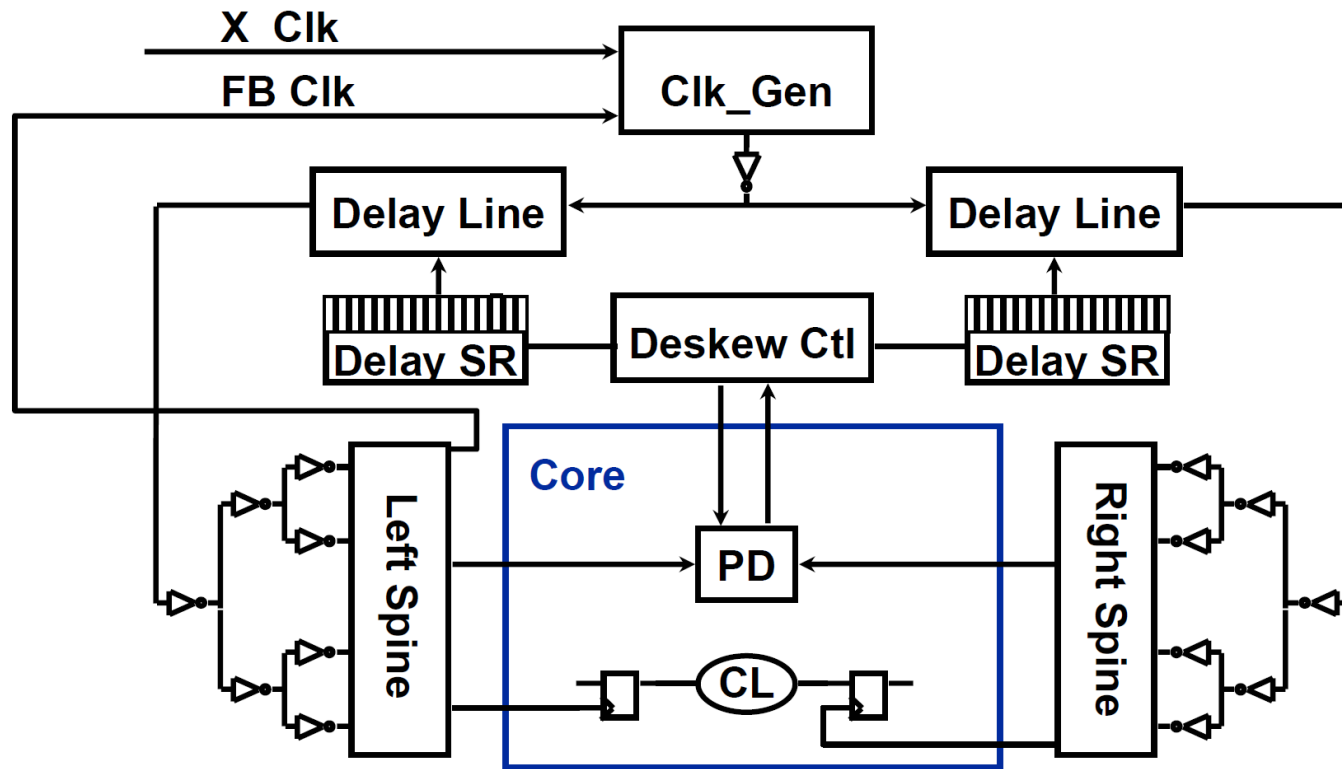 X Clk
FB Clk
Clk_Gen
Delay Line
Delay Line
Delay SR
Deskew Ctl
Delay SR
Core
Left Spine
PD
Right Spine
CL